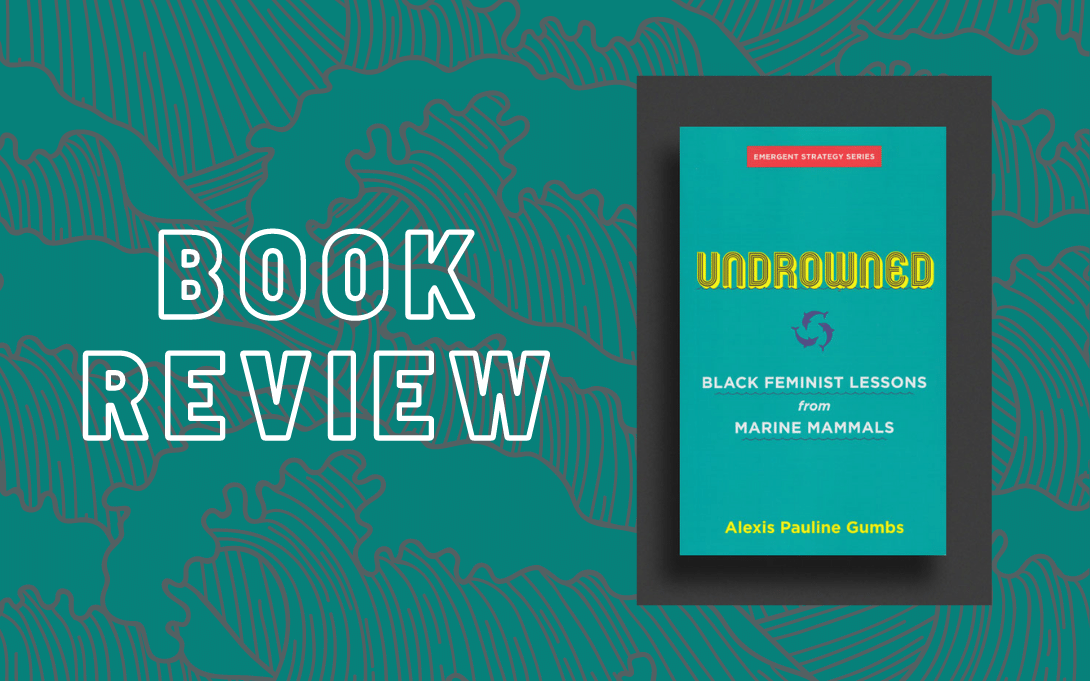 BOOK
REVIEW
EMERGENT STRATEGY SERIES
UNDROWNED
BLACK FEMINIST LESSONS
from
MARINE MAMMALS
Alexis Pauline Gumbs